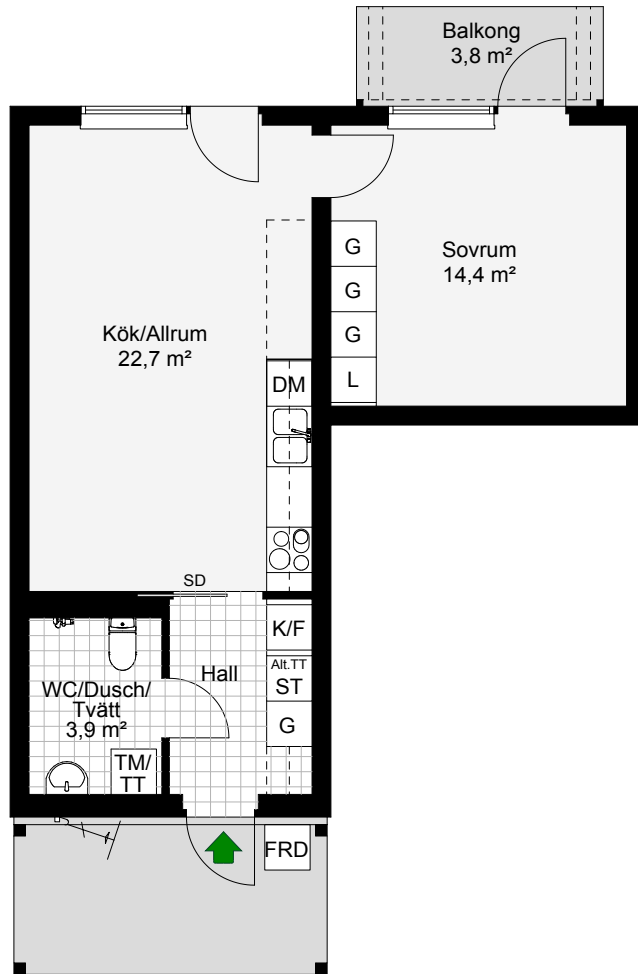 Balkong
3,8 m²
Sovrum
14,4 m²
G
G
G
L
Kök/Allrum
22,7 m²
DM
SD
K/F
Hall
Alt.TT
ST
G
WC/Dusch/
Tvätt
3,9 m²
TM/
TT
FRD